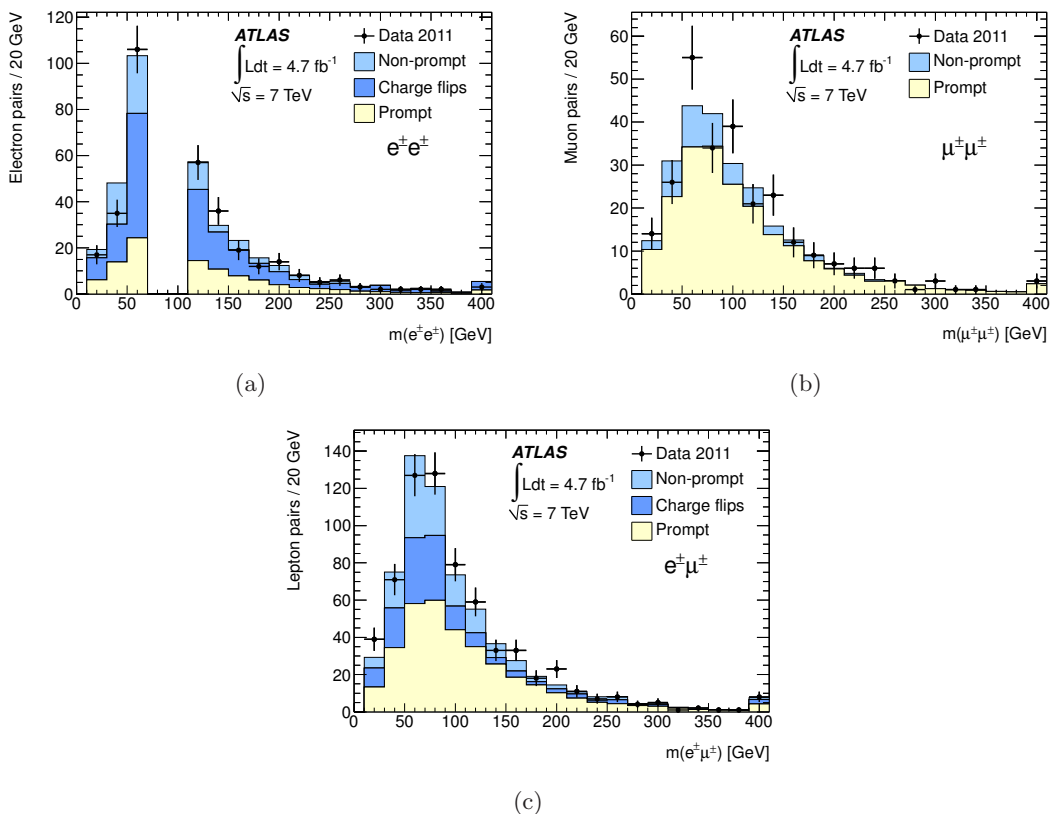 Electron pairs / 20 GeV
120
100
80
60
40
20
0
ATLAS
∫Ldt = 4.7 fb⁻¹
√s = 7 TeV
Data 2011
Non-prompt
Charge flips
Prompt
e±e±
0 50 100 150 200 250 300 350 400
m(e±e±) [GeV]
(a)
Muon pairs / 20 GeV
60
50
40
30
20
10
0
ATLAS
∫Ldt = 4.7 fb⁻¹
√s = 7 TeV
Data 2011
Non-prompt
Prompt
μ±μ±
0 50 100 150 200 250 300 350 400
m(μ±μ±) [GeV]
(b)
Lepton pairs / 20 GeV
140
120
100
80
60
40
20
0
ATLAS
∫Ldt = 4.7 fb⁻¹
√s = 7 TeV
Data 2011
Non-prompt
Charge flips
Prompt
e±μ±
0 50 100 150 200 250 300 350 400
m(e±μ±) [GeV]
(c)